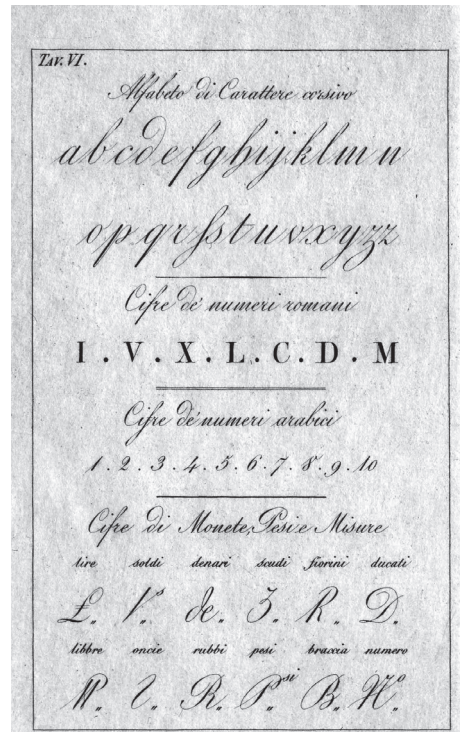 TAV. VI.
Alfabeto di Carattere corsivo
a b c d e f g h i j k l m n
o p q r ſ s t u v x y z z
Cifre de' numeri romani
I . V . X . L . C . D . M
Cifre de' numeri arabici
1 . 2 . 3 . 4 . 5 . 6 . 7 . 8 . 9 . 10
Cifre di Monete, Pesi e Misure
lire soldi denari scudi fiorini ducati
£. de. R. D.
libbre oncie rubbi pesi braccia numero
R. P.si B. N.o